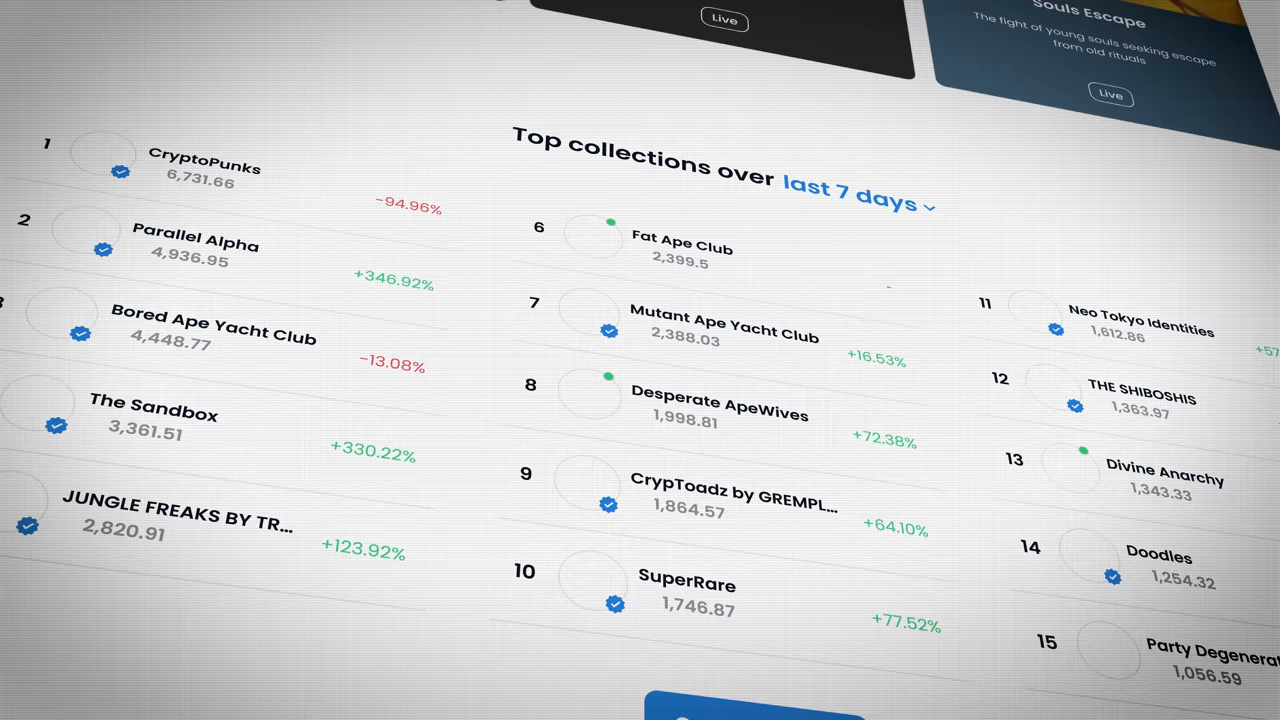 Live
Souls Escape
The fight of young souls seeking escape
from old rituals
Live
Top collections over last 7 days
1
CryptoPunks
6,731.66
-94.96%
2
Parallel Alpha
4,936.95
+346.92%
Bored Ape Yacht Club
4,448.77
-13.08%
The Sandbox
3,361.51
+330.22%
JUNGLE FREAKS BY TR...
2,820.91
+123.92%
6
Fat Ape Club
2,399.5
-
7
Mutant Ape Yacht Club
2,388.03
+16.53%
8
Desperate ApeWives
1,998.81
+72.38%
9
CrypToadz by GREMPL...
1,864.57
+64.10%
10
SuperRare
1,746.87
+77.52%
11
Neo Tokyo Identities
1,612.86
+57
12
THE SHIBOSHIS
1,363.97
13
Divine Anarchy
1,343.33
14
Doodles
1,254.32
15
Party Degenerat
1,056.59